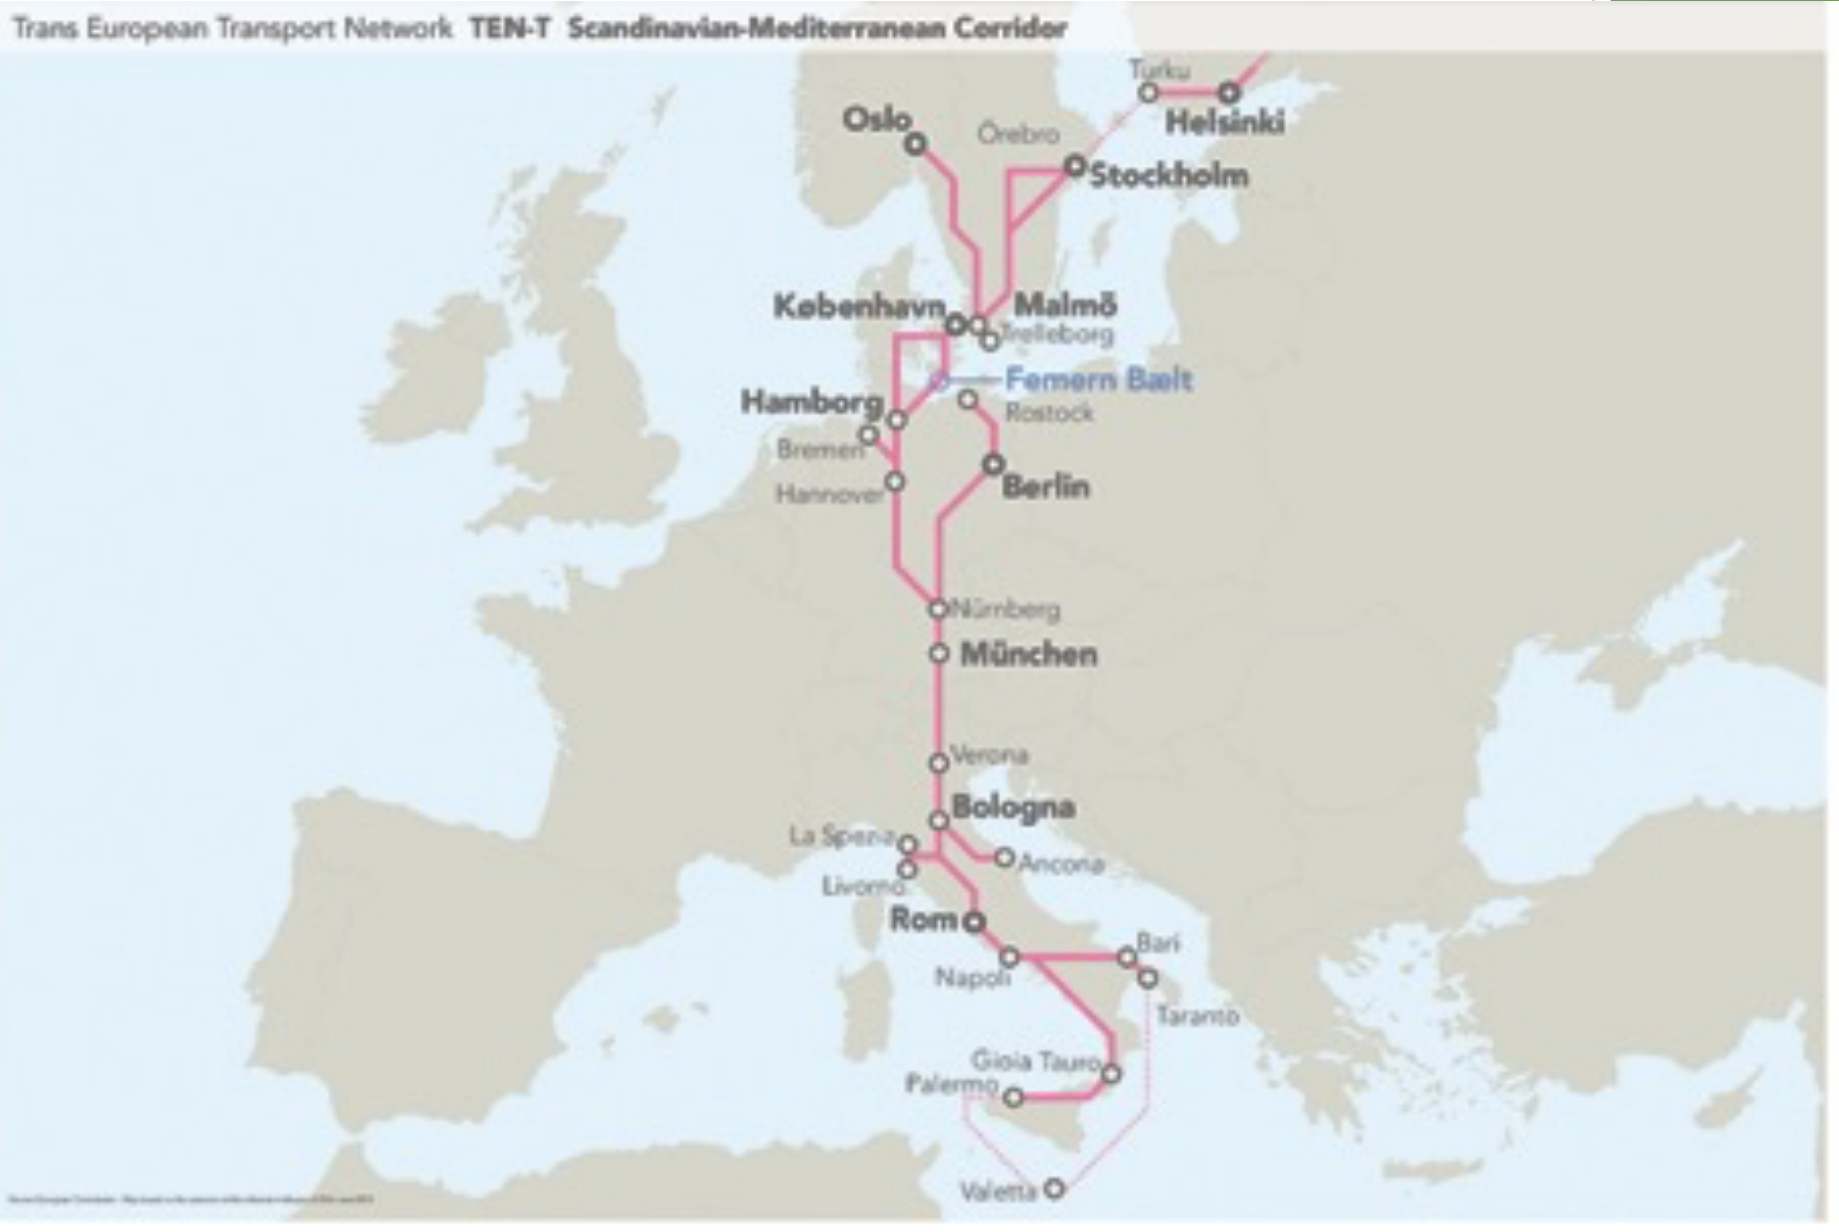 Trans European Transport Network TEN-T Scandinavian-Mediterranean Corridor
Turku
Helsinki
Oslo
Örebro
Stockholm
København
Malmö
Trelleborg
Femern Bælt
Hamborg
Rostock
Bremen
Berlin
Hannover
Nürnberg
München
Verona
Bologna
La Spezia
Ancona
Livorno
Rom
Bari
Napoli
Taranto
Gioia Tauro
Palermo
Valetta